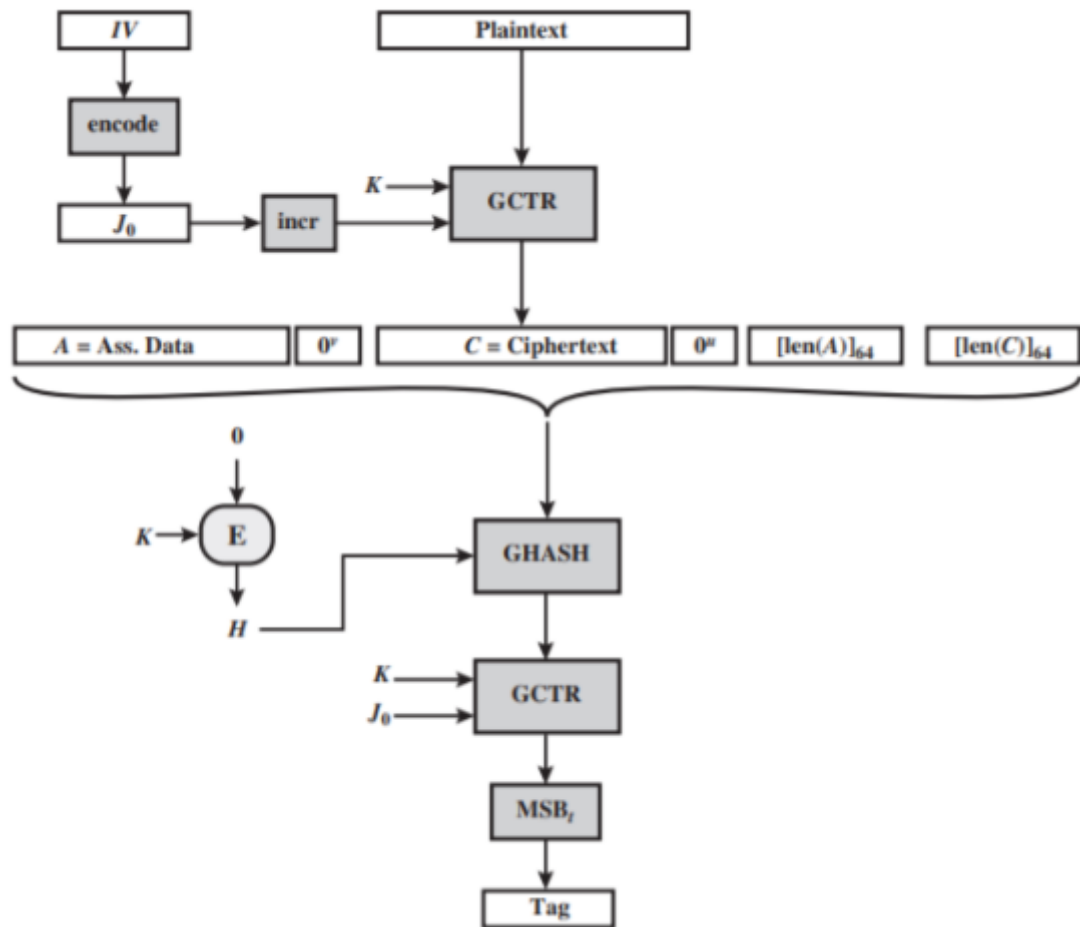 IV
Plaintext
encode
K
GCTR
J₀
incr
A = Ass. Data
0ᵛ
C = Ciphertext
0ᵘ
[len(A)]₆₄
[len(C)]₆₄
0
K
E
GHASH
H
K
GCTR
J₀
MSBₜ
Tag